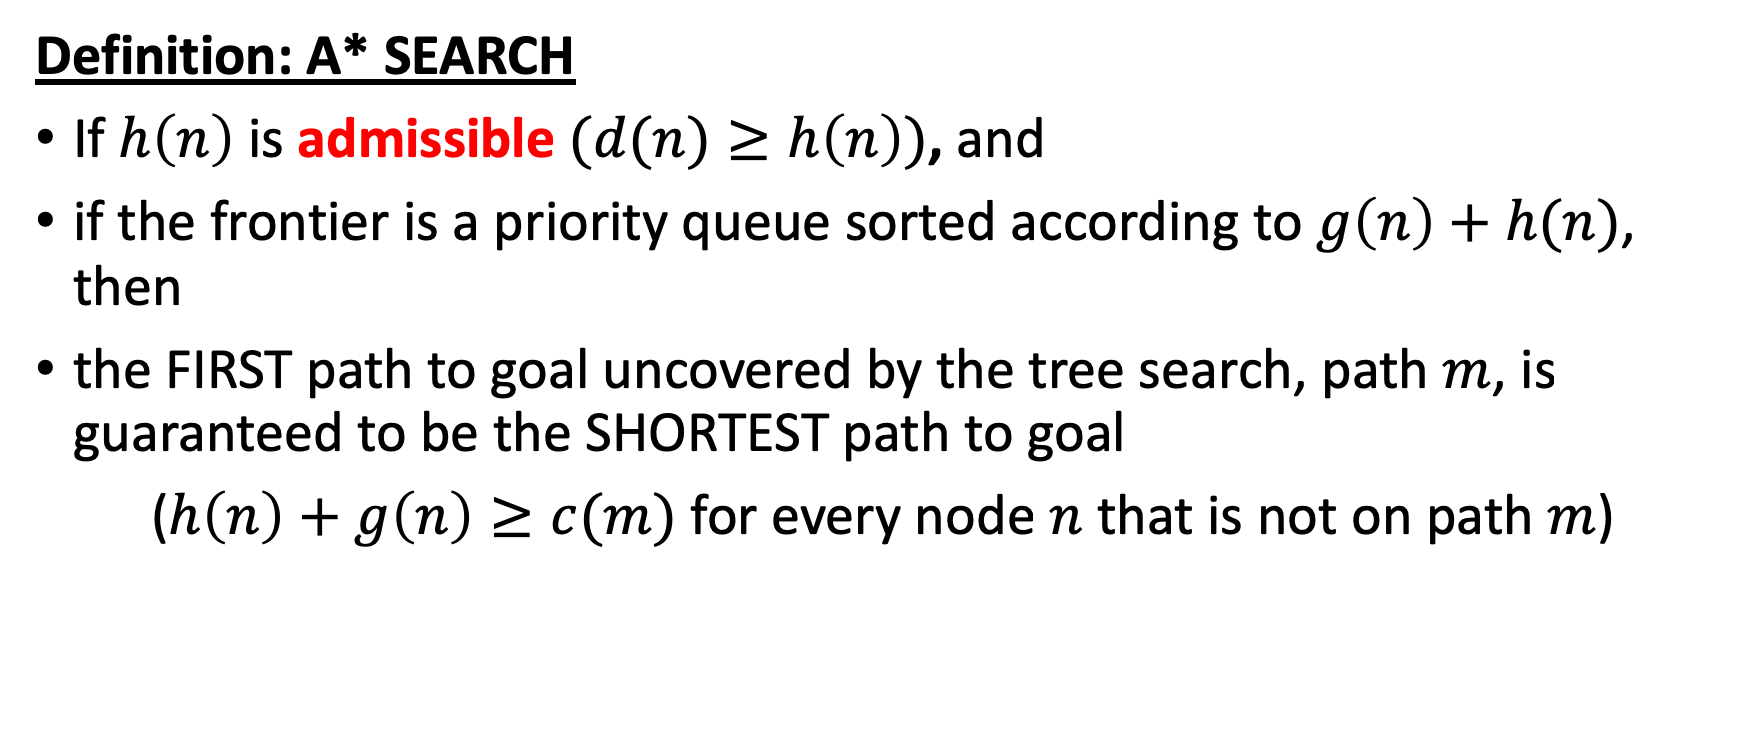 Definition: A* SEARCH
• If h(n) is admissible (d(n) ≥ h(n)), and
• if the frontier is a priority queue sorted according to g(n) + h(n),
then
• the FIRST path to goal uncovered by the tree search, path m, is
guaranteed to be the SHORTEST path to goal
(h(n) + g(n) ≥ c(m) for every node n that is not on path m)